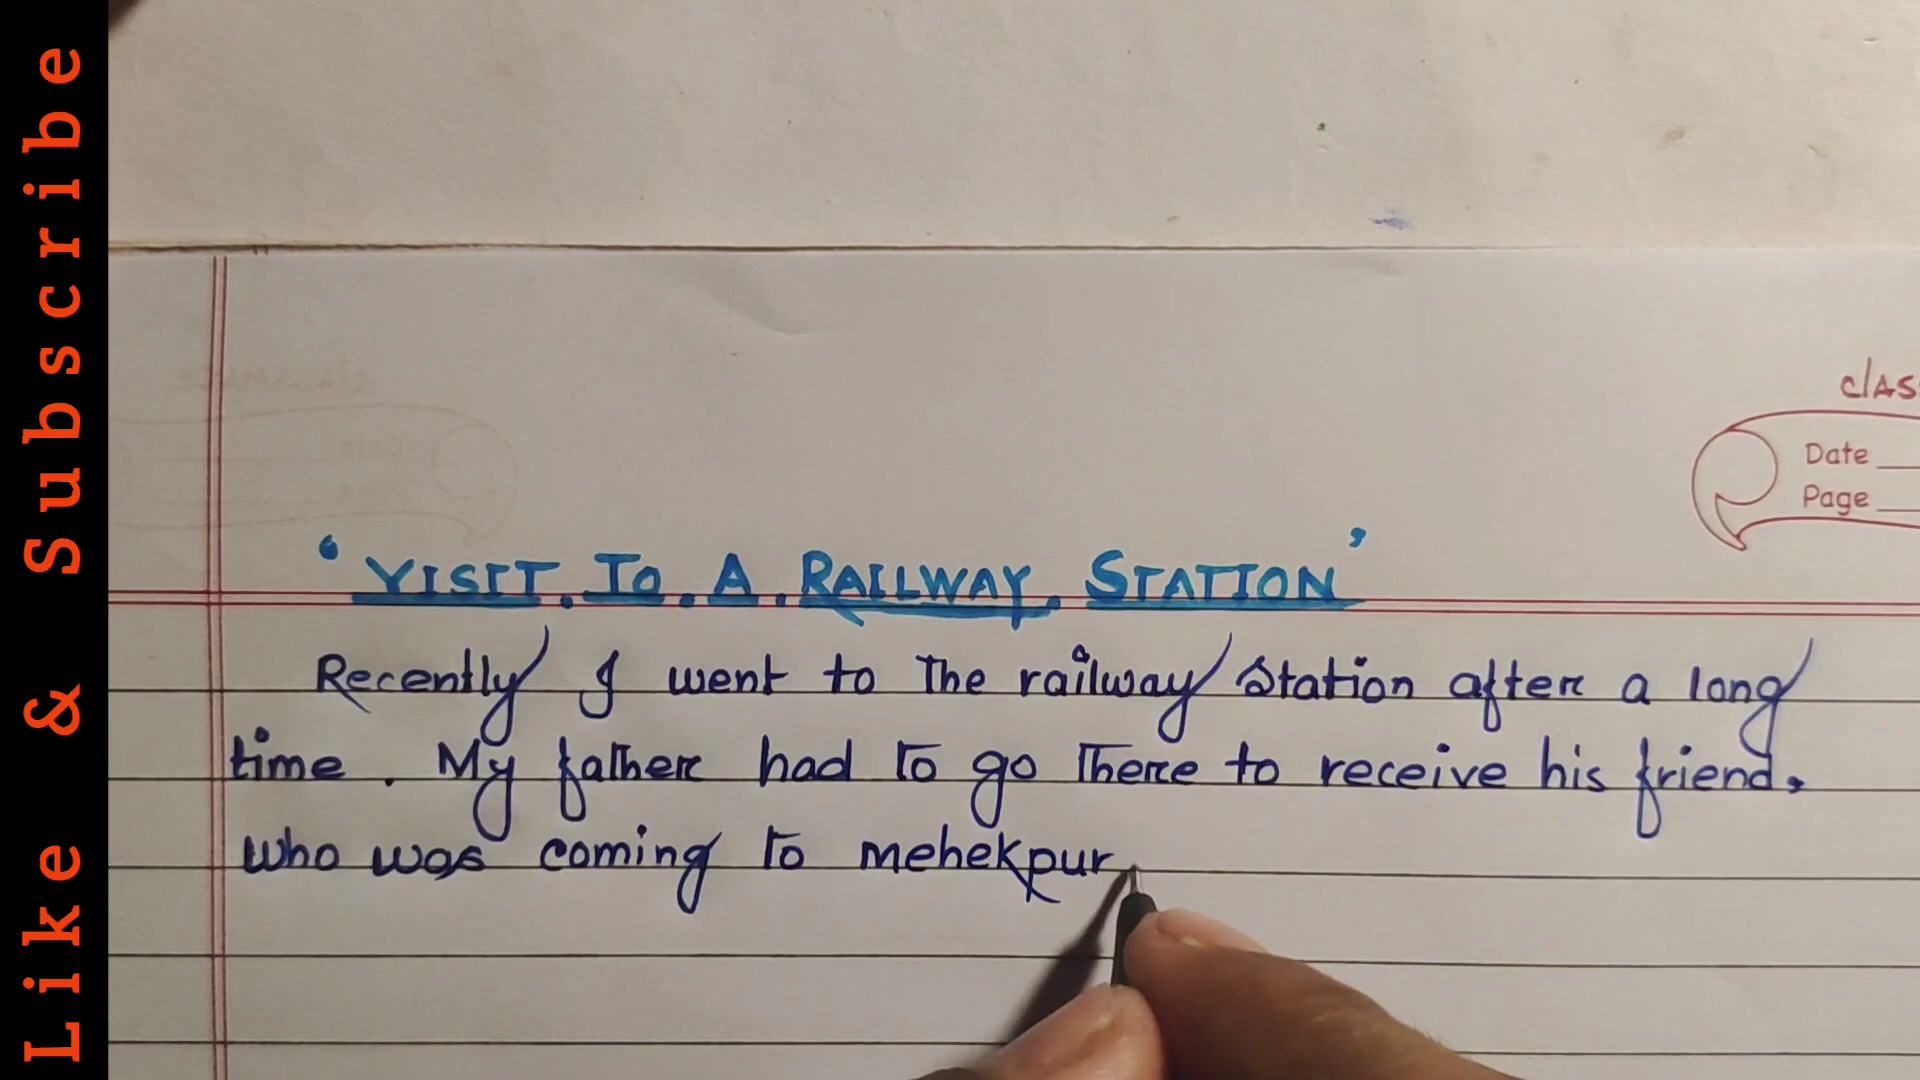 Like & Subscribe
Date
Page
' VISIT. TO. A. RAILWAY. STATION '
Recently I went to the railway station after a long
time. My father had to go there to receive his friend.
who was coming to mehekpur